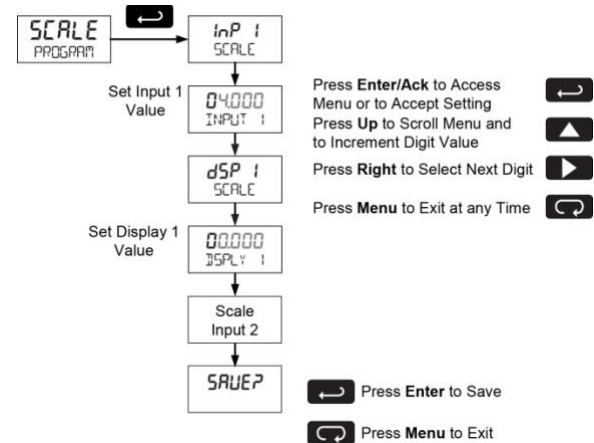 SCALE
PROGRAM
InP 1
SCALE
Set Input 1
Value
04.000
INPUT 1
dSP 1
SCALE
Set Display 1
Value
00.000
DSPLY 1
Scale
Input 2
SAVE?
Press Enter/Ack to Access
Menu or to Accept Setting
Press Up to Scroll Menu and
to Increment Digit Value
Press Right to Select Next Digit
Press Menu to Exit at any Time
Press Enter to Save
Press Menu to Exit